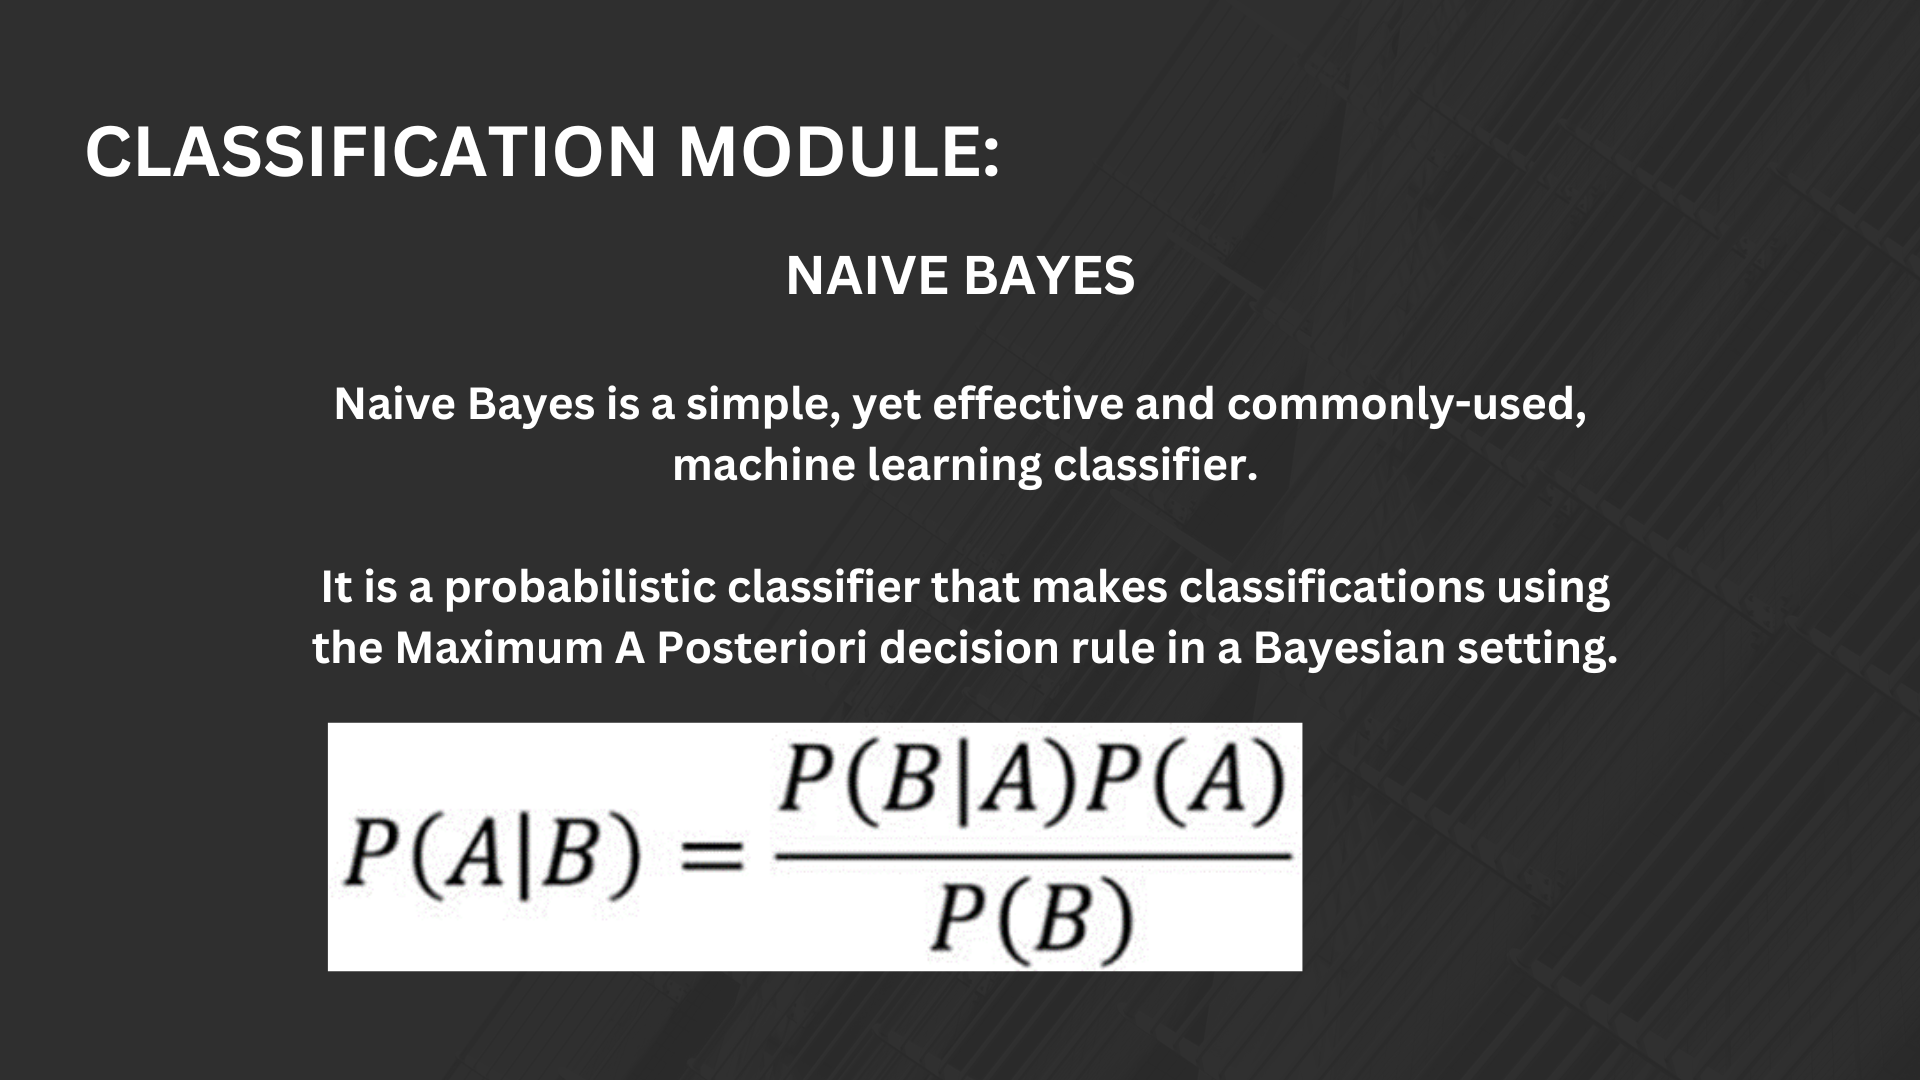 CLASSIFICATION MODULE:
NAIVE BAYES
Naive Bayes is a simple, yet effective and commonly-used,
machine learning classifier.
It is a probabilistic classifier that makes classifications using
the Maximum A Posteriori decision rule in a Bayesian setting.
P(A|B) = P(B|A)P(A) / P(B)